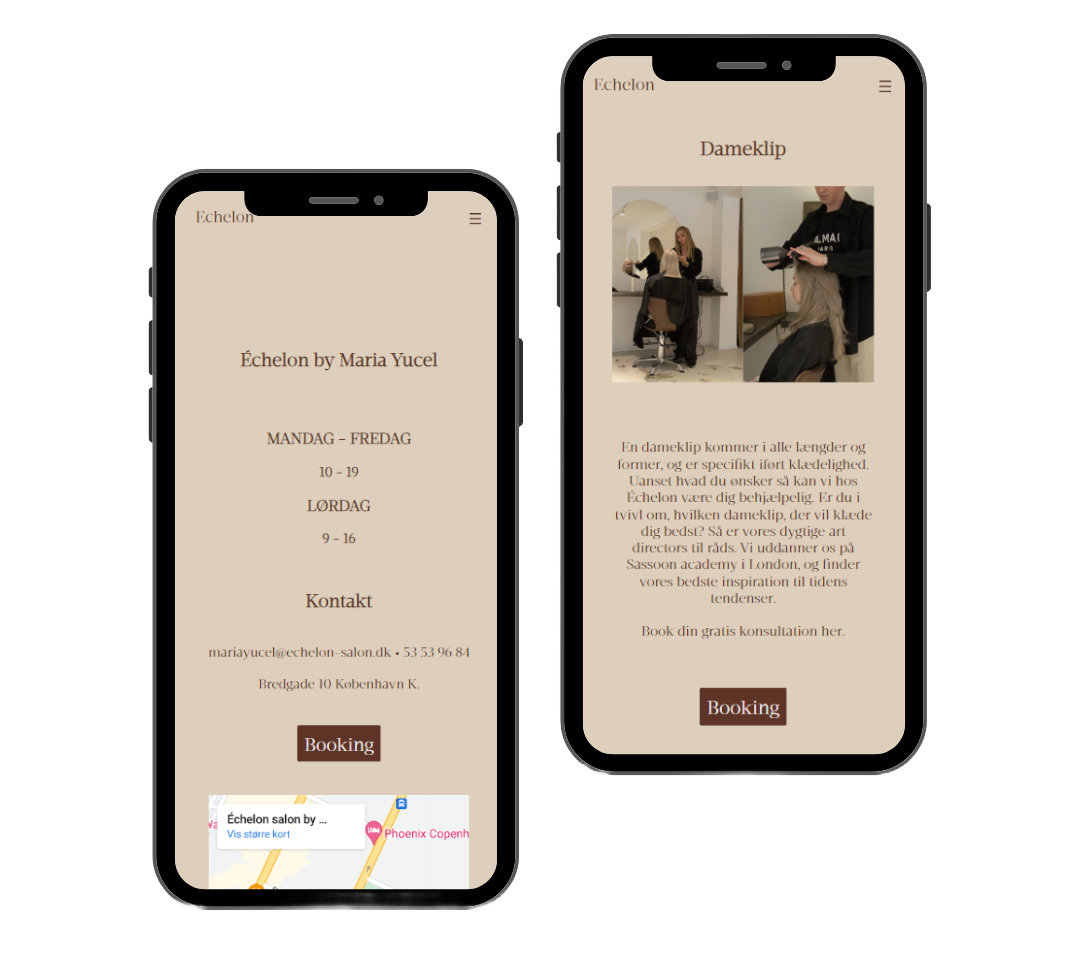 Echelon
Échelon by Maria Yucel
MANDAG - FREDAG
10 - 19
LØRDAG
9 - 16
Kontakt
mariayucel@echelon-salon.dk • 53 53 96 84
Bredgade 10 København K.
Booking
Échelon salon by ...
Vis større kort
Phoenix Copenh
Echelon
Dameklip
PARIS
En dameklip kommer i alle længder og
former, og er specifikt iført klædelighed.
Uanset hvad du ønsker så kan vi hos
Échelon være dig behjælpelig. Er du i
tvivl om, hvilken dameklip, der vil klæde
dig bedst? Så er vores dygtige art
directors til råds. Vi uddanner os på
Sassoon academy i London, og finder
vores bedste inspiration til tidens
tendenser.
Book din gratis konsultation her.
Booking